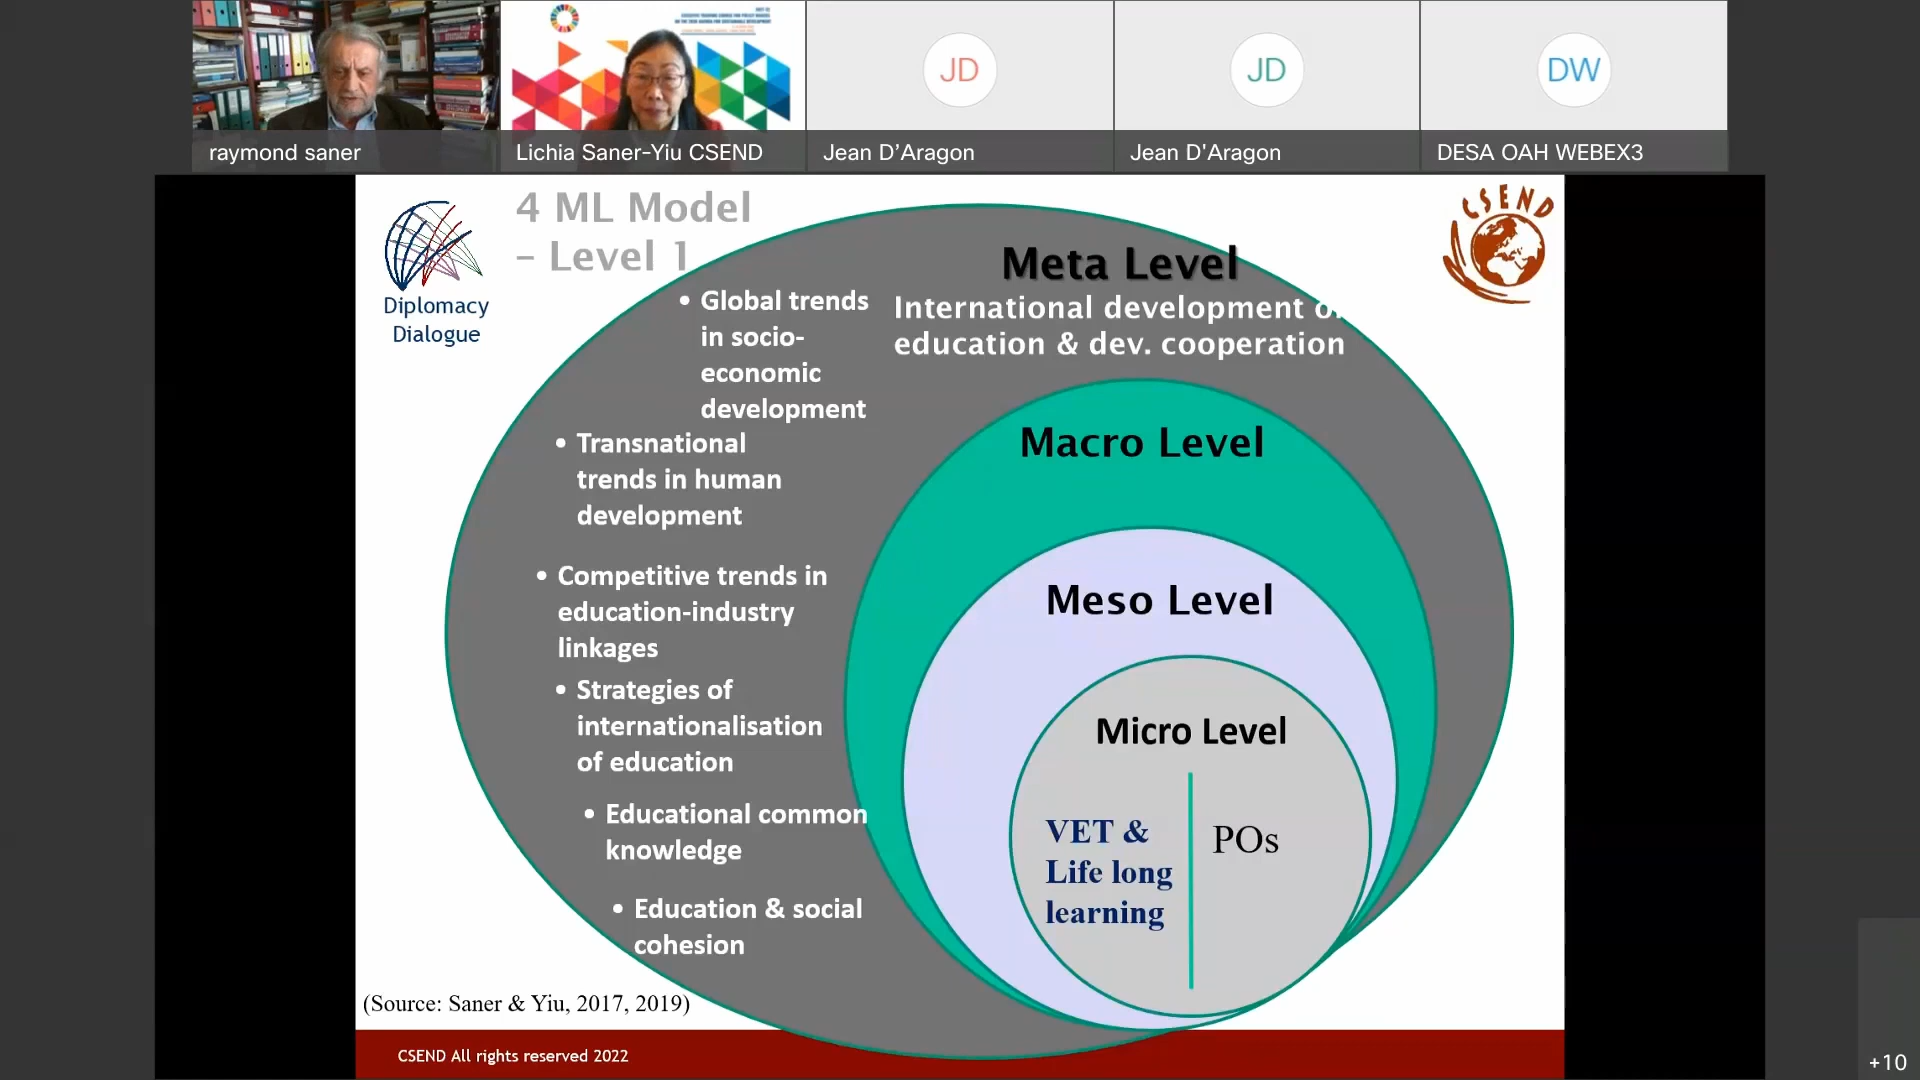 JD
JD
DW
raymond saner
Lichia Saner-Yiu CSEND
Jean D’Aragon
Jean D'Aragon
DESA OAH WEBEX3
4 ML Model
– Level 1
Diplomacy
Dialogue
CSEND
Meta Level
International development
education & dev. cooperation
• Global trends
in socio-
economic
development
• Transnational
trends in human
development
• Competitive trends in
education-industry
linkages
• Strategies of
internationalisation
of education
• Educational common
knowledge
• Education & social
cohesion
Macro Level
Meso Level
Micro Level
VET &
Life long
learning
POs
(Source: Saner & Yiu, 2017, 2019)
CSEND All rights reserved 2022
+10